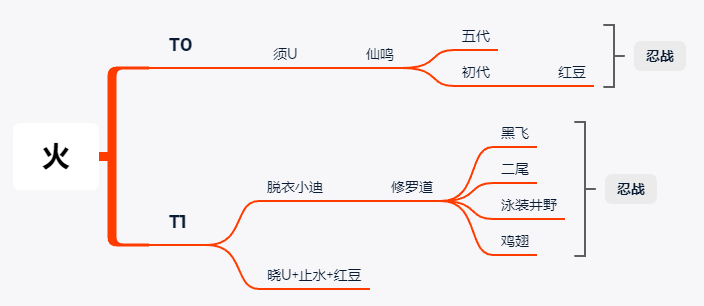 火
T0
须U
仙鸣
五代
初代
红豆
忍战
T1
脱衣小迪
修罗道
黑飞
二尾
泳装井野
鸡翅
忍战
晓U+止水+红豆